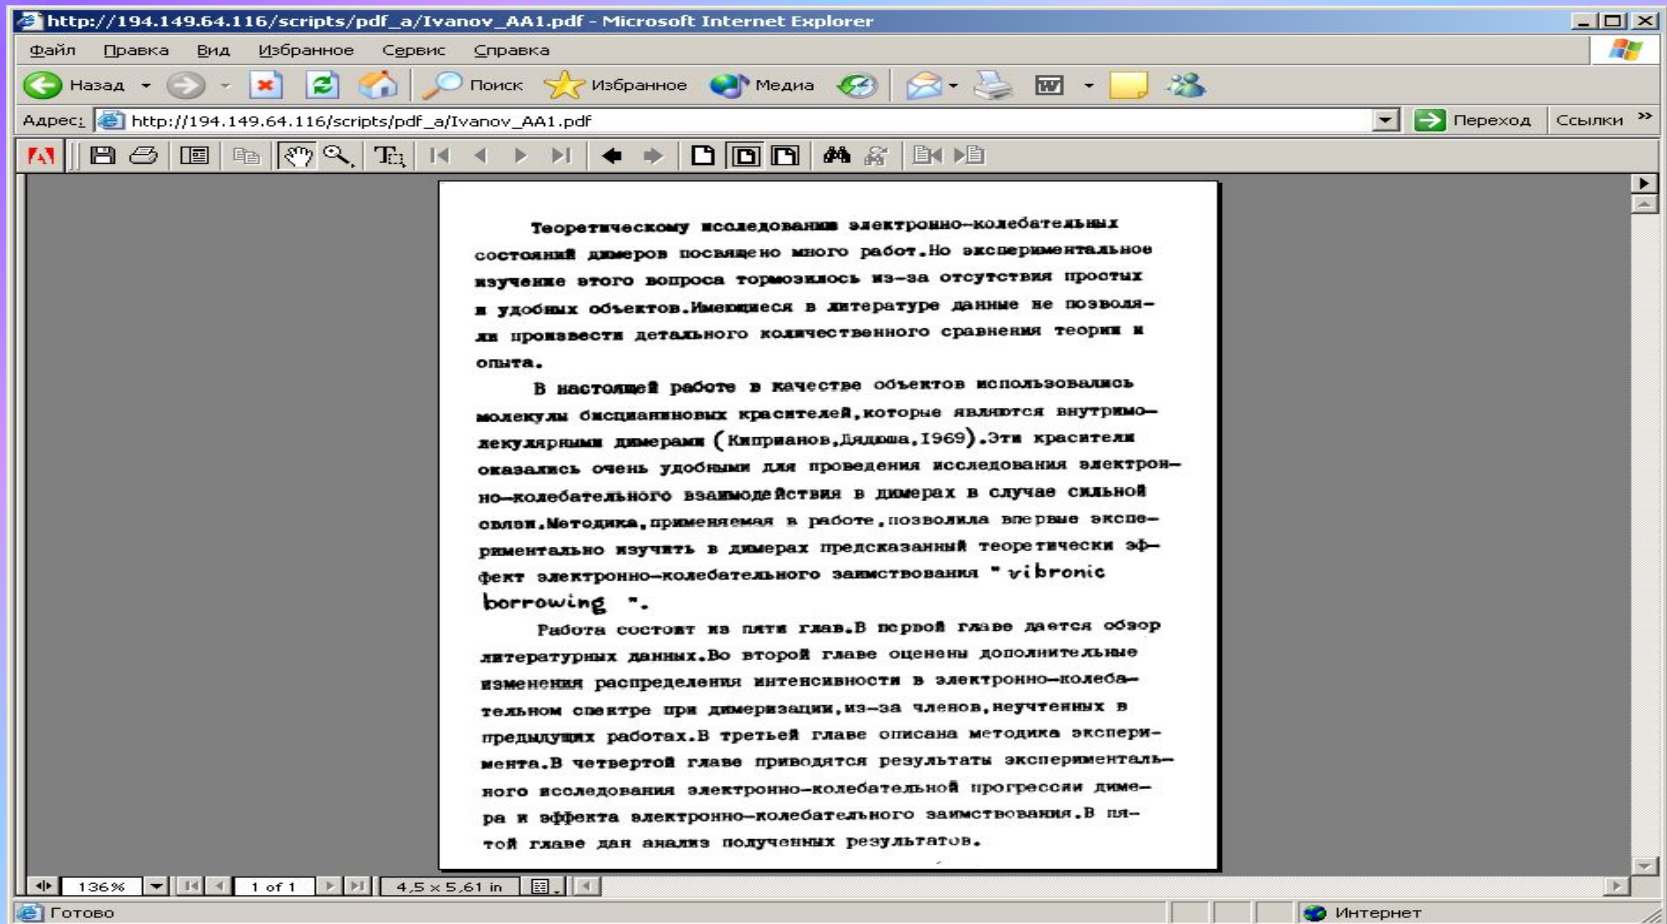 http://194.149.64.116/scripts/pdf_a/Ivanov_AA1.pdf - Microsoft Internet Explorer
Файл Правка Вид Избранное Сервис Справка
Назад Поиск Избранное Медиа
Адрес: http://194.149.64.116/scripts/pdf_a/Ivanov_AA1.pdf Переход Ссылки »
Теоретическому исследованию электронно-колебательных
состояний димеров посвящено много работ.Но экспериментальное
изучение этого вопроса тормозилось из-за отсутствия простых
и удобных объектов.Имеющиеся в литературе данные не позволя-
ли произвести детального количественного сравнения теории и
опыта.
В настоящей работе в качестве объектов использовались
молекулы бисцианиновых красителей,которые являются внутримо-
лекулярными димерами (Киприанов,Дядюша,1969).Эти красители
оказались очень удобными для проведения исследования электрон-
но-колебательного взаимодействия в димерах в случае сильной
связи.Методика,применяемая в работе,позволила впервые экспе-
риментально изучить в димерах предсказанный теоретически эф-
фект электронно-колебательного заимствования " vibronic
borrowing ".
Работа состоит из пяти глав.В первой главе дается обзор
литературных данных.Во второй главе оценены дополнительные
изменения распределения интенсивности в электронно-колеба-
тельном спектре при димеризации,из-за членов,неучтенных в
предыдущих работах.В третьей главе описана методика экспери-
мента.В четвертой главе приводятся результаты эксперименталь-
ного исследования электронно-колебательной прогрессии диме-
ра и эффекта электронно-колебательного заимствования.В пя-
той главе дан анализ полученных результатов.
136% 1 of 1 4,5 x 5,61 in
Готово Интернет